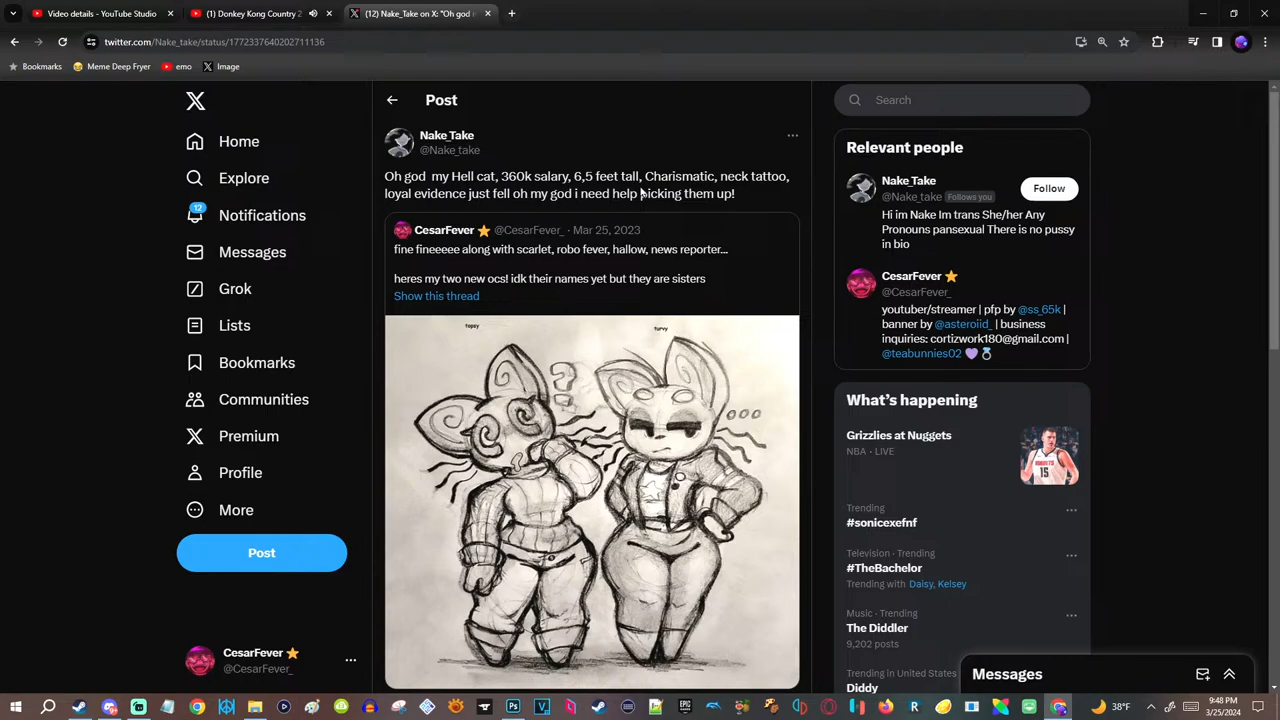 Video details - YouTube Studio
(1) Donkey Kong Country 2
(12) Nake_Take on X: "Oh god
twitter.com/Nake_take/status/1772337640202711136
Bookmarks
Meme Deep Fryer
emo
Image
Home
Explore
12
Notifications
Messages
Grok
Lists
Bookmarks
Communities
Premium
Profile
More
Post
CesarFever
@CesarFever_
Post
Nake_Take
@Nake_take
Oh god my Hell cat, 360k salary, 6,5 feet tall, Charismatic, neck tattoo,
loyal evidence just fell oh my god i need help picking them up!
CesarFever @CesarFever_ · Mar 25, 2023
fine fineeeee along with scarlet, robo fever, hallow, news reporter...
heres my two new ocs! idk their names yet but they are sisters
Show this thread
topsy
turvy
Search
Relevant people
Nake_Take
@Nake_take Follows you
Follow
Hi im Nake Im trans She/her Any
Pronouns pansexual There is no pussy
in bio
CesarFever
@CesarFever_
youtuber/streamer | pfp by @ss_65k |
banner by @asteroiid_ | business
inquiries: cortizwork180@gmail.com |
@teabunnies02
What's happening
Grizzlies at Nuggets
NBA · LIVE
Trending
#sonicexefnf
Television · Trending
#TheBachelor
Trending with Daisy, Kelsey
Music · Trending
The Diddler
9,202 posts
Trending in United States
Diddy
Messages
38°F
9:48 PM
3/25/2024